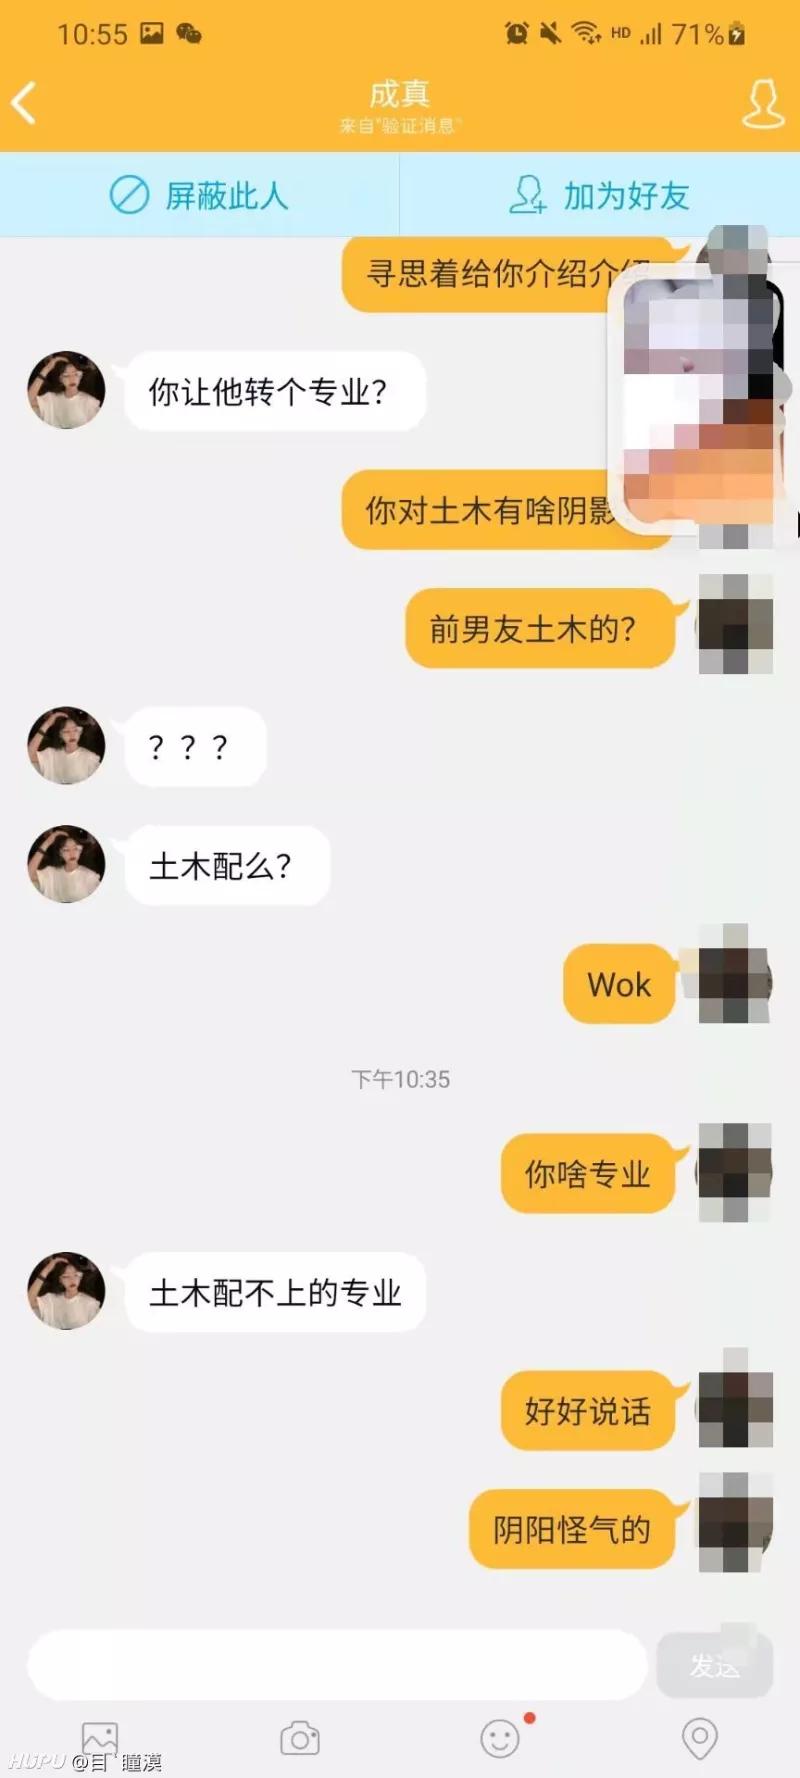 10:55
HD
71%
成真
来自"验证消息"
屏蔽此人
加为好友
寻思着给你介绍介绍
你让他转个专业？
你对土木有啥阴影
前男友土木的？
？？？
土木配么？
Wok
下午10:35
你啥专业
土木配不上的专业
好好说话
阴阳怪气的
发送
HUPU @目 瞳漠